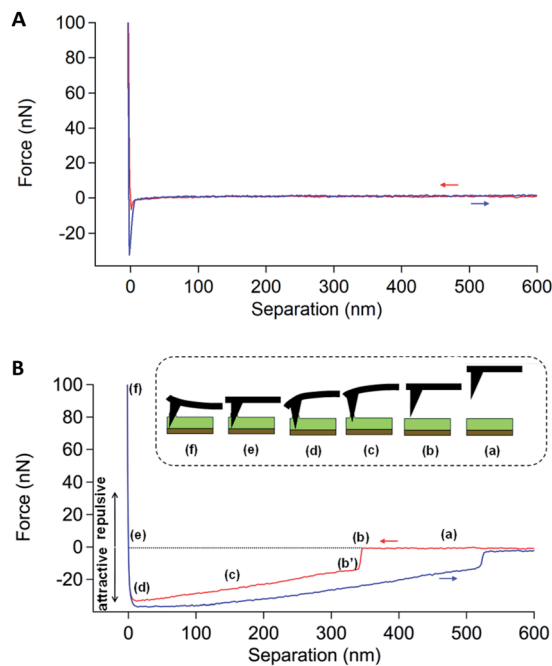 A
100
80
60
40
20
0
-20
Force (nN)
0 100 200 300 400 500 600
Separation (nm)
B
100
80
60
40
20
0
-20
Force (nN)
attractive repulsive
(f) (e) (d) (c) (b) (a)
(f)
(e)
(b) (a)
(b')
(c)
(d)
0 100 200 300 400 500 600
Separation (nm)